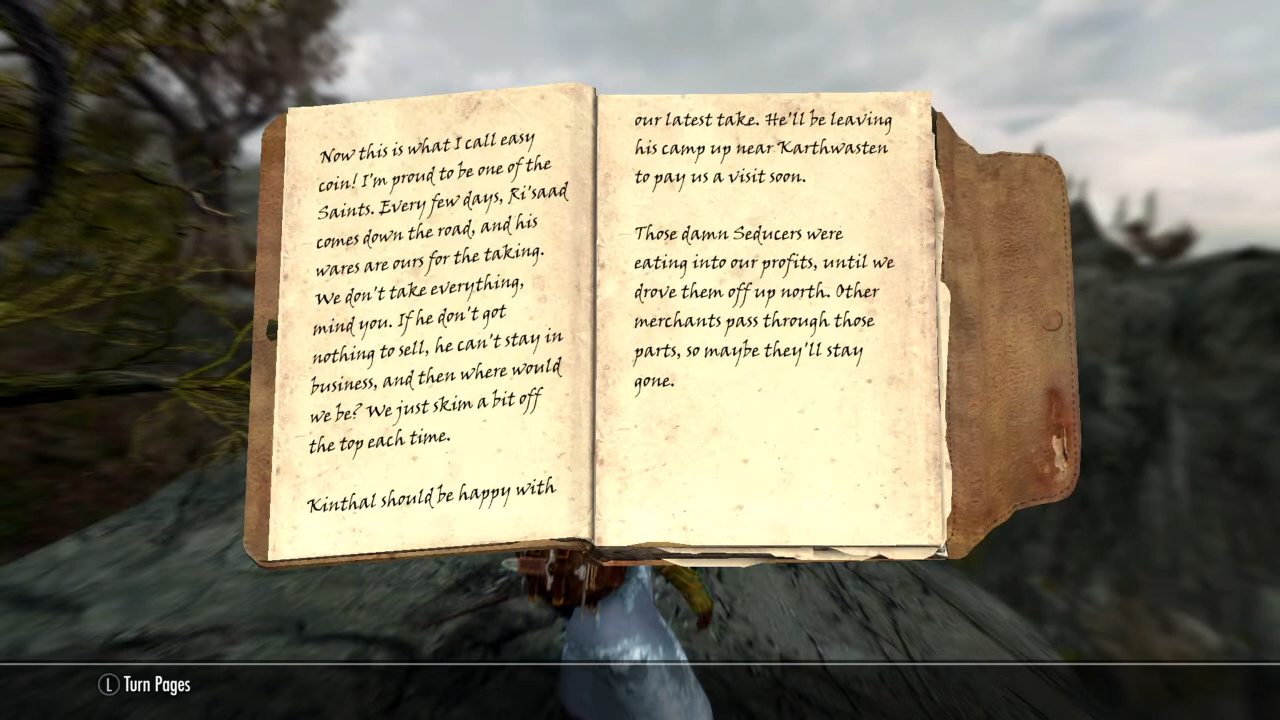 Now this is what I call easy
coin! I'm proud to be one of the
Saints. Every few days, Ri'saad
comes down the road, and his
wares are ours for the taking.
We don't take everything,
mind you. If he don't got
nothing to sell, he can't stay in
business, and then where would
we be? We just skim a bit off
the top each time.
Kinthal should be happy with
our latest take. He'll be leaving
his camp up near Karthwasten
to pay us a visit soon.
Those damn Seducers were
eating into our profits, until we
drove them off up north. Other
merchants pass through those
parts, so maybe they'll stay
gone.
L Turn Pages